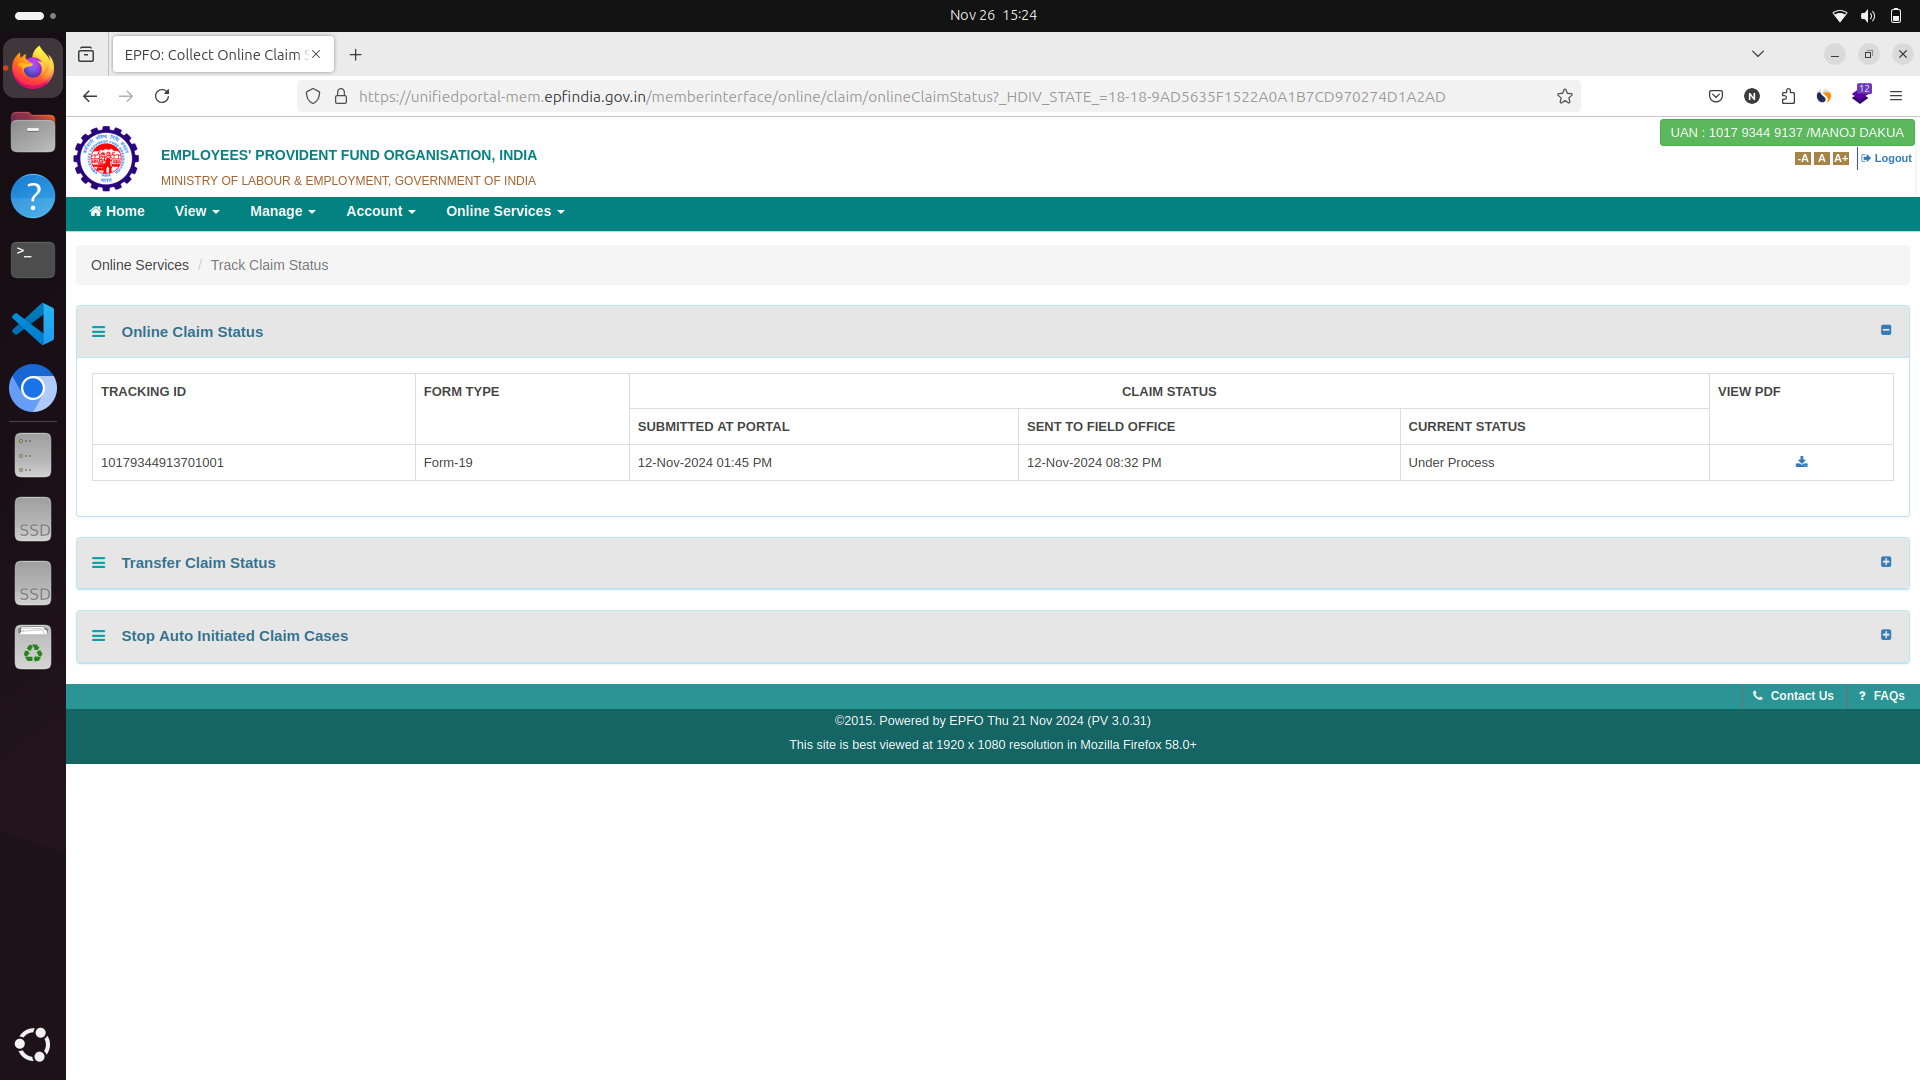 Nov 26 15:24
EPFO: Collect Online Claim
https://unifiedportal-mem.epfindia.gov.in/memberinterface/online/claim/onlineClaimStatus?_HDIV_STATE_=18-18-9AD5635F1522A0A1B7CD970274D1A2AD
N
12
UAN : 1017 9344 9137 /MANOJ DAKUA
EMPLOYEES' PROVIDENT FUND ORGANISATION, INDIA
-A A A+ Logout
MINISTRY OF LABOUR & EMPLOYMENT, GOVERNMENT OF INDIA
Home View Manage Account Online Services
Online Services / Track Claim Status
Online Claim Status
TRACKING ID FORM TYPE CLAIM STATUS VIEW PDF
SUBMITTED AT PORTAL SENT TO FIELD OFFICE CURRENT STATUS
10179344913701001 Form-19 12-Nov-2024 01:45 PM 12-Nov-2024 08:32 PM Under Process
Transfer Claim Status
Stop Auto Initiated Claim Cases
Contact Us ? FAQs
©2015. Powered by EPFO Thu 21 Nov 2024 (PV 3.0.31)
This site is best viewed at 1920 x 1080 resolution in Mozilla Firefox 58.0+
?
>_
SSD
SSD